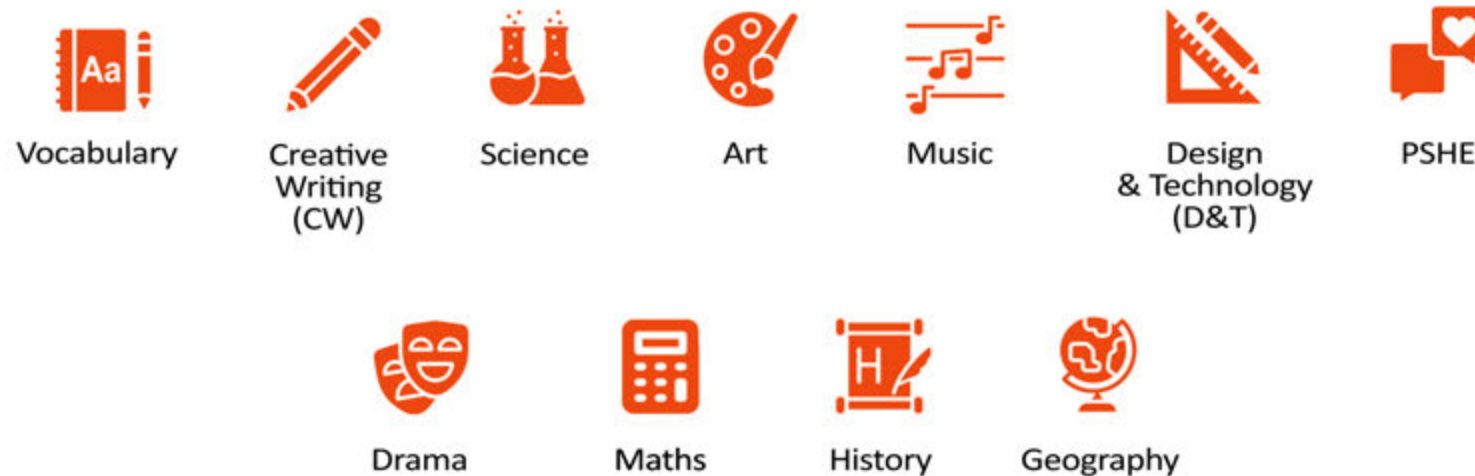 Aa
Vocabulary
Creative
Writing
(CW)
Science
Art
Music
Design
& Technology
(D&T)
PSHE
Drama
Maths
H
History
Geography